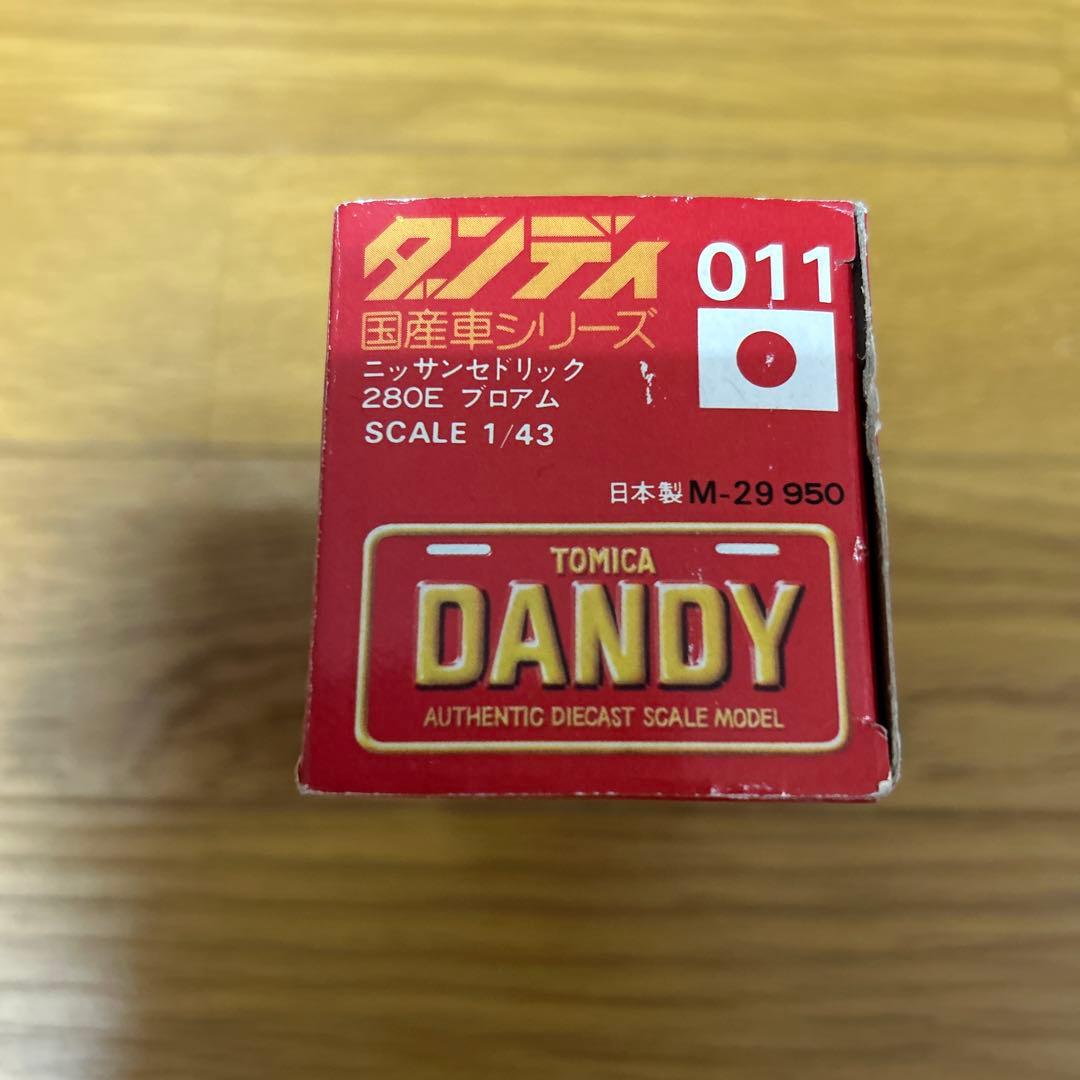 ダンディ 011
国産車シリーズ
ニッサンセドリック
280E ブロアム
SCALE 1/43
日本製 M-29 950
TOMICA
DANDY
AUTHENTIC DIECAST SCALE MODEL